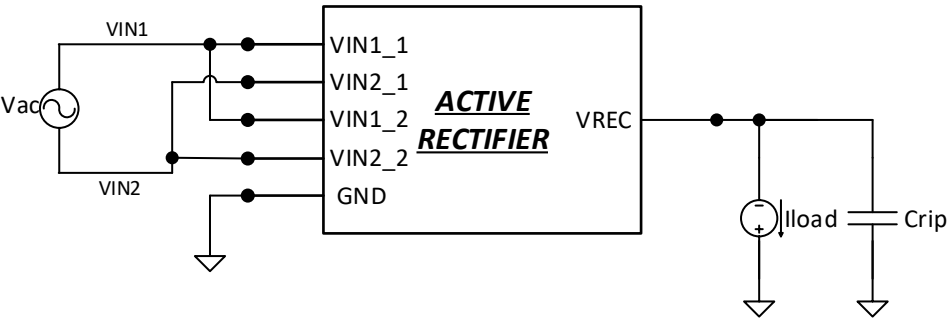 VIN1
Vac
VIN2
VIN1_1
VIN2_1
VIN1_2
VIN2_2
GND
ACTIVE
RECTIFIER
VREC
-
+
Iload
Crip